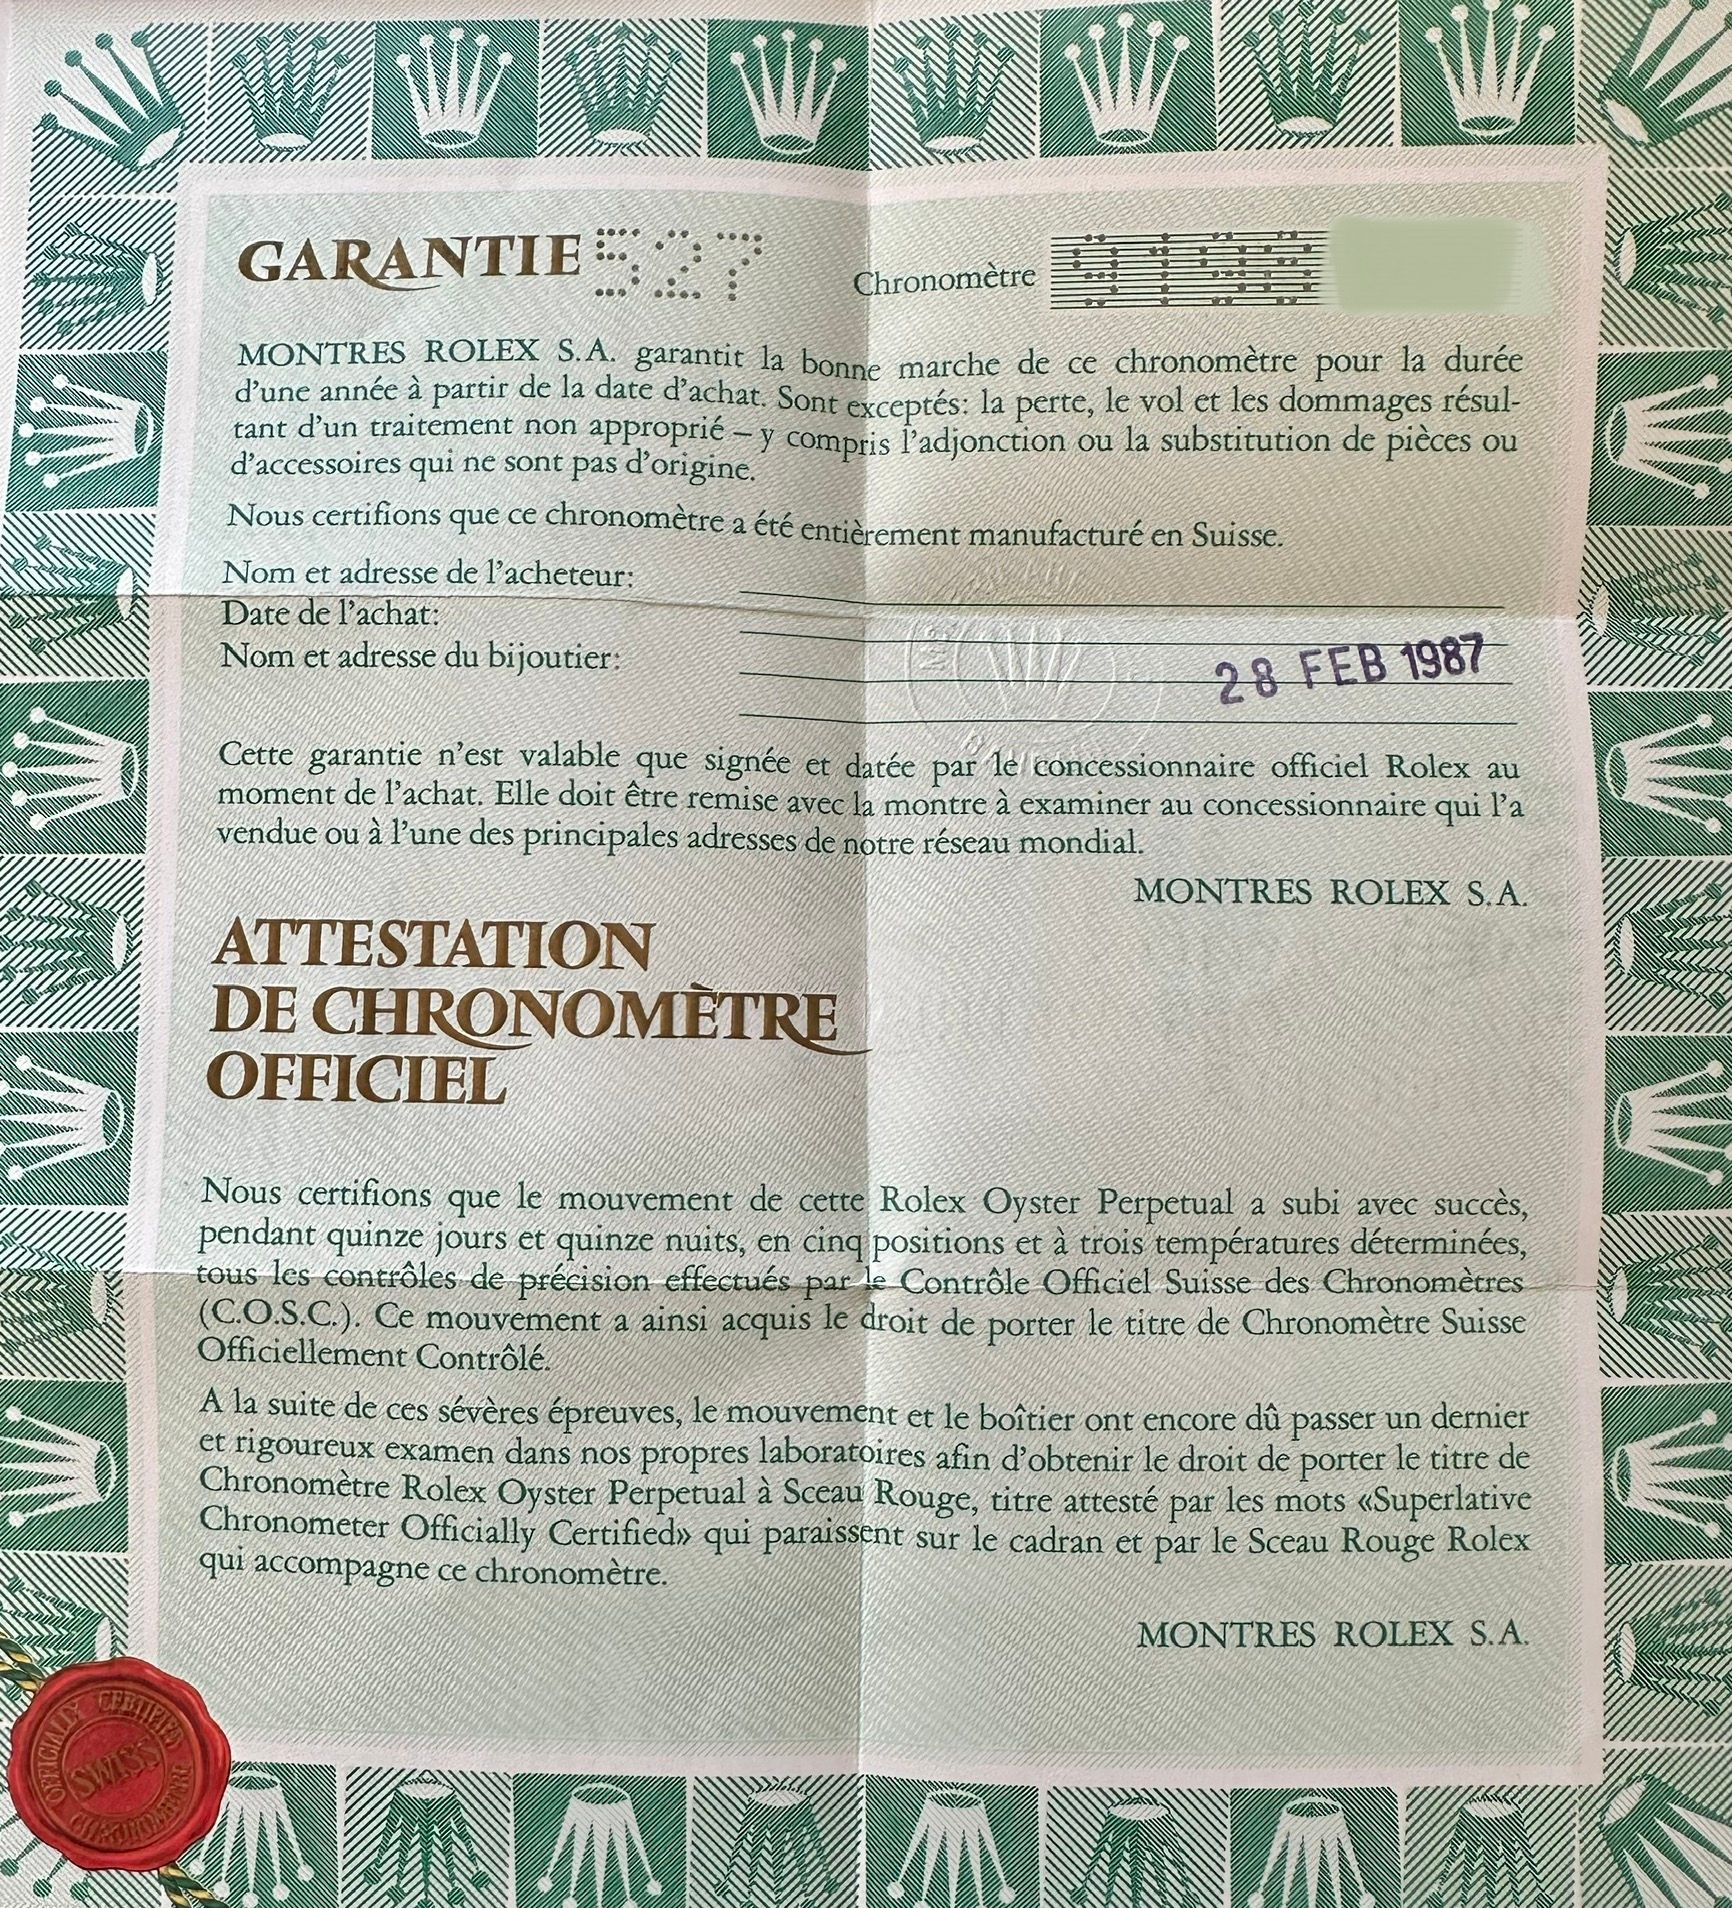 GARANTIE 527
Chronomètre
MONTRES ROLEX S.A. garantit la bonne marche de ce chronomètre pour la durée
d'une année à partir de la date d'achat. Sont exceptés: la perte, le vol et les dommages résul-
tant d'un traitement non approprié – y compris l'adjonction ou la substitution de pièces ou
d'accessoires qui ne sont pas d'origine.
Nous certifions que ce chronomètre a été entièrement manufacturé en Suisse.
Nom et adresse de l'acheteur:
Date de l'achat:
Nom et adresse du bijoutier:
28 FEB 1987
Cette garantie n'est valable que signée et datée par le concessionnaire officiel Rolex au
moment de l'achat. Elle doit être remise avec la montre à examiner au concessionnaire qui l'a
vendue ou à l'une des principales adresses de notre réseau mondial.
MONTRES ROLEX S.A.
ATTESTATION
DE CHRONOMÈTRE
OFFICIEL
Nous certifions que le mouvement de cette Rolex Oyster Perpetual a subi avec succès,
pendant quinze jours et quinze nuits, en cinq positions et à trois températures déterminées,
tous les contrôles de précision effectués par le Contrôle Officiel Suisse des Chronomètres
(C.O.S.C.). Ce mouvement a ainsi acquis le droit de porter le titre de Chronomètre Suisse
Officiellement Contrôlé.
A la suite de ces sévères épreuves, le mouvement et le boîtier ont encore dû passer un dernier
et rigoureux examen dans nos propres laboratoires afin d'obtenir le droit de porter le titre de
Chronomètre Rolex Oyster Perpetual à Sceau Rouge, titre attesté par les mots «Superlative
Chronometer Officially Certified» qui paraissent sur le cadran et par le Sceau Rouge Rolex
qui accompagne ce chronomètre.
MONTRES ROLEX S.A.
OFFICIALLY CERTIFIED
SWISS
CHRONOMETER